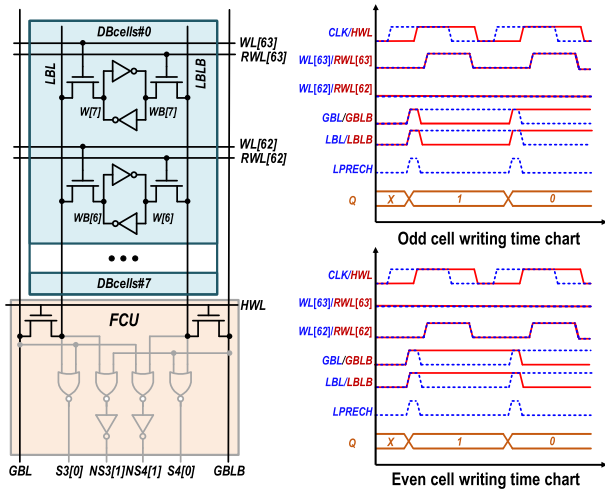 DBcells#0
WL[63]
RWL[63]
LBL
LBLB
W[7]
WB[7]
WL[62]
RWL[62]
WB[6]
W[6]
DBcells#7
HWL
FCU
GBL
S3[0]
NS3[1]
NS4[1]
S4[0]
GBLB
CLK/HWL
WL[63]/RWL[63]
WL[62]/RWL[62]
GBL/GBLB
LBL/LBLB
LPRECH
Q
X
1
0
Odd cell writing time chart
CLK/HWL
WL[63]/RWL[63]
WL[62]/RWL[62]
GBL/GBLB
LBL/LBLB
LPRECH
Q
X
1
0
Even cell writing time chart